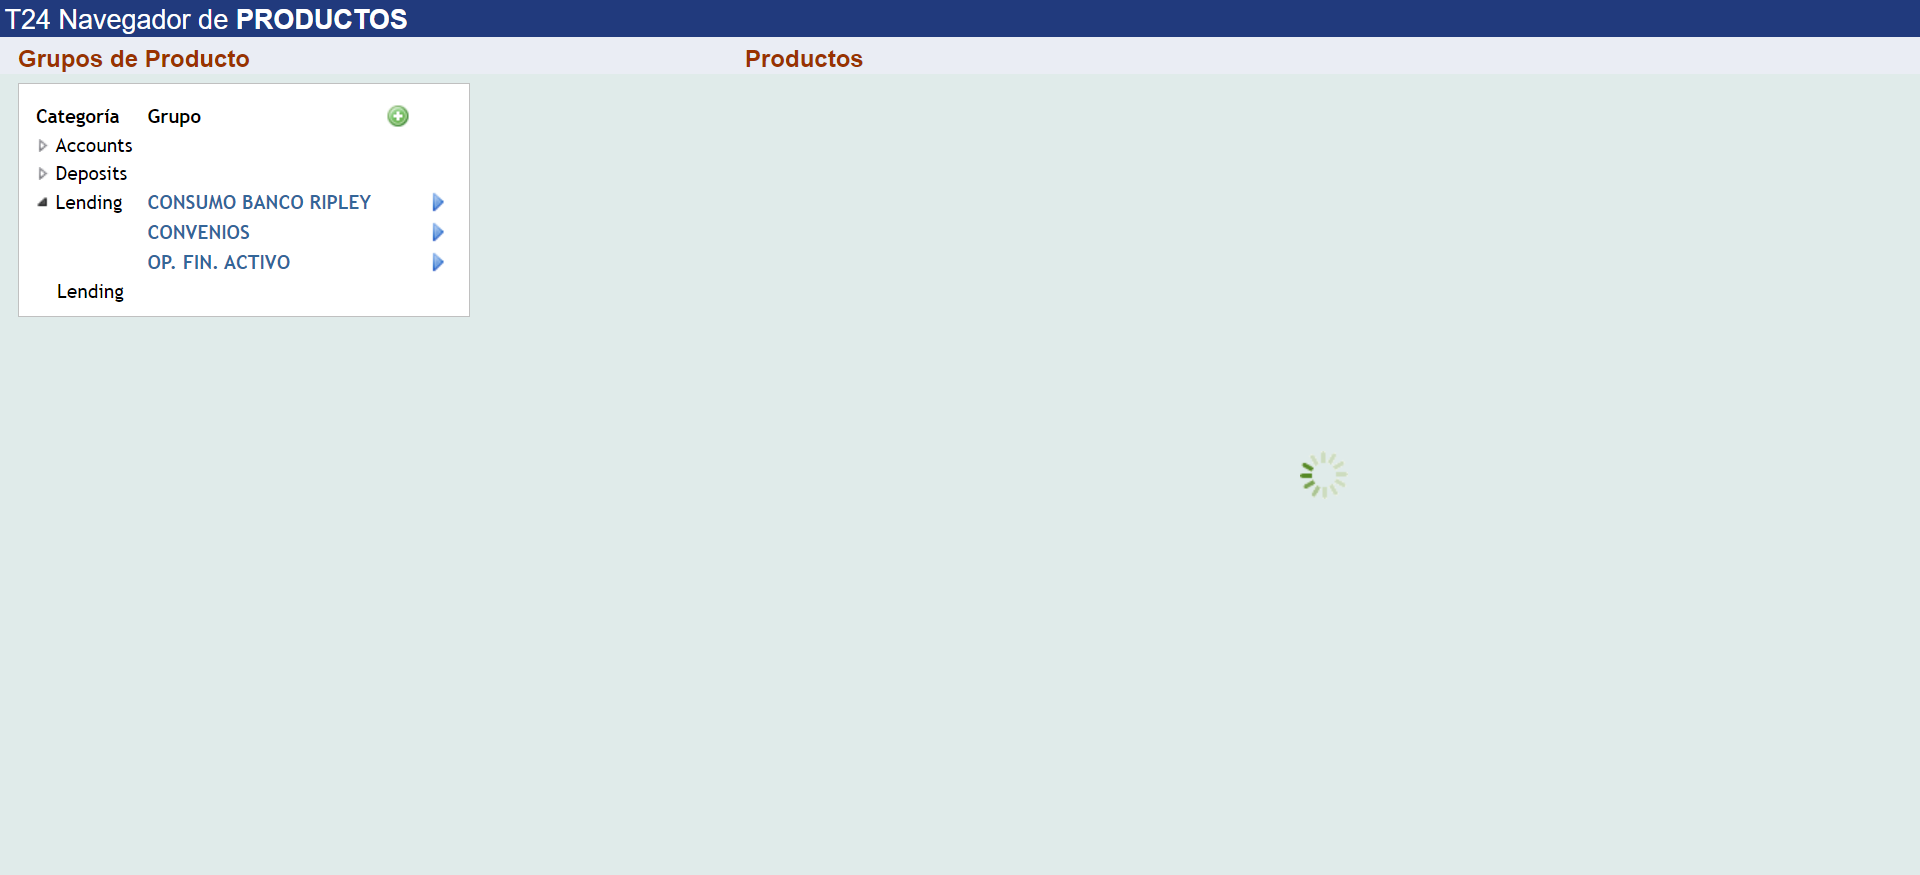 T24 Navegador de PRODUCTOS
Grupos de Producto
Productos
Categoría Grupo
Accounts
Deposits
Lending CONSUMO BANCO RIPLEY
CONVENIOS
OP. FIN. ACTIVO
Lending